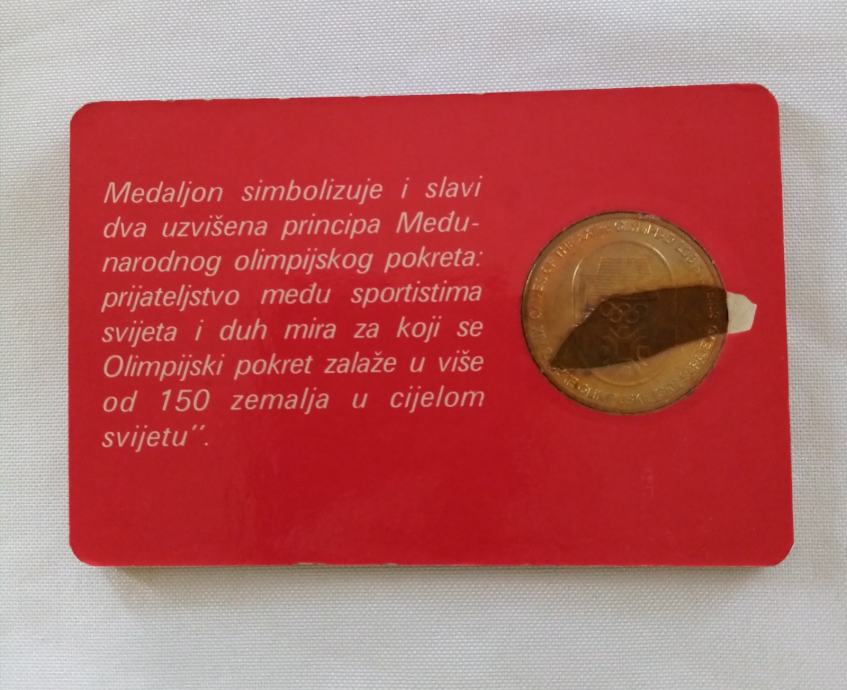 Medaljon simbolizuje i slavi
dva uzvišena principa Među-
narodnog olimpijskog pokreta:
prijateljstvo među sportistima
svijeta i duh mira za koji se
Olimpijski pokret zalaže u više
od 150 zemalja u cijelom
svijetu”.